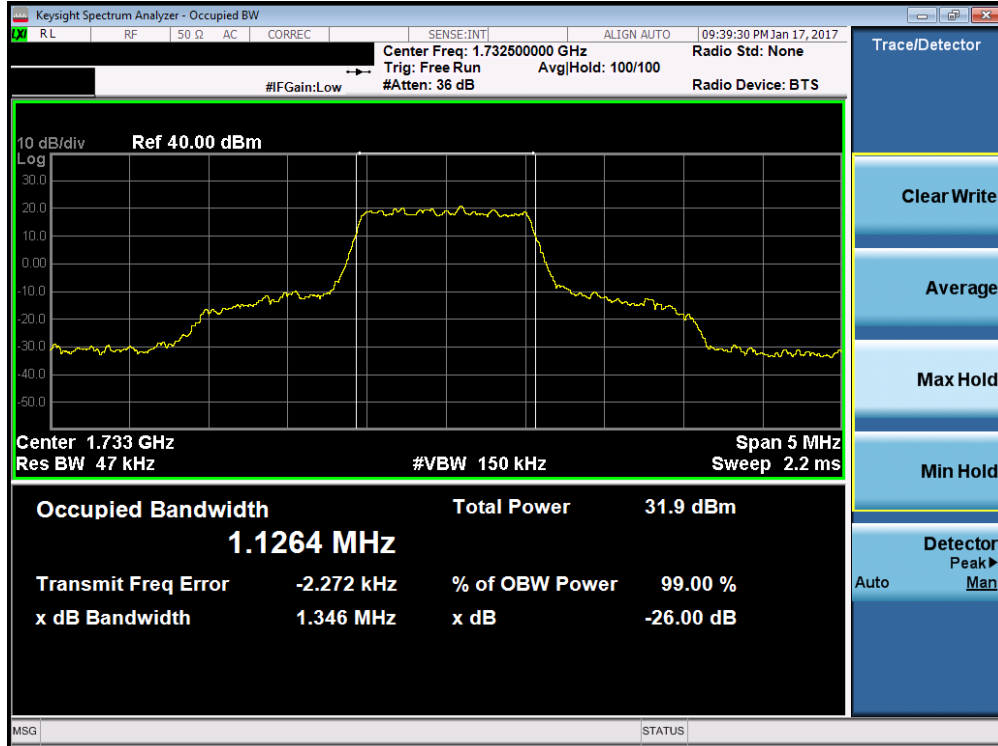 Keysight Spectrum Analyzer - Occupied BW
LXI RL RF 50 Ω AC CORREC SENSE:INT ALIGN AUTO 09:39:30 PM Jan 17, 2017
Center Freq: 1.732500000 GHz Radio Std: None
Trig: Free Run Avg|Hold: 100/100
#IFGain:Low #Atten: 36 dB Radio Device: BTS
10 dB/div Ref 40.00 dBm
Log
30.0
20.0
10.0
0.00
-10.0
-20.0
-30.0
-40.0
-50.0
Center 1.733 GHz Span 5 MHz
Res BW 47 kHz #VBW 150 kHz Sweep 2.2 ms
Occupied Bandwidth Total Power 31.9 dBm
1.1264 MHz
Transmit Freq Error -2.272 kHz % of OBW Power 99.00 %
x dB Bandwidth 1.346 MHz x dB -26.00 dB
MSG STATUS
Trace/Detector
Clear Write
Average
Max Hold
Min Hold
Detector
Peak▶
Auto Man